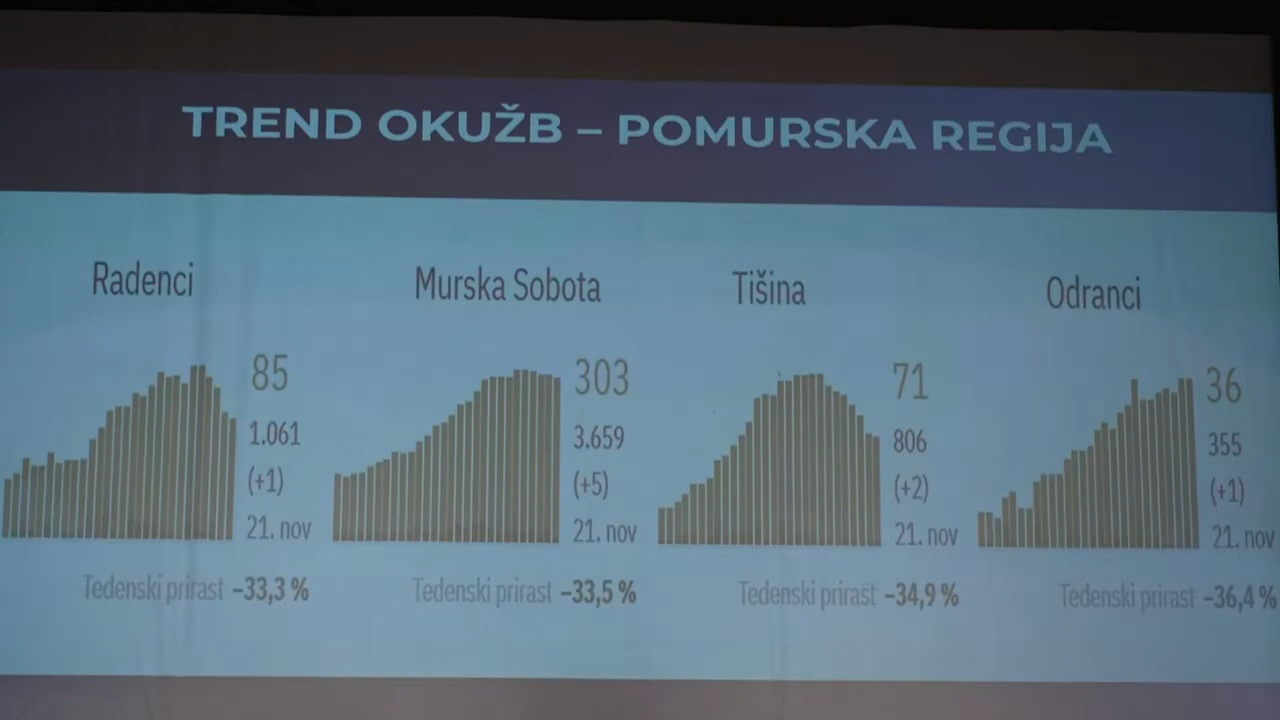 TREND OKUŽB – POMURSKA REGIJA
Radenci
85
1.061
(+1)
21. nov
Tedenski prirast –33,3 %
Murska Sobota
303
3.659
(+5)
21. nov
Tedenski prirast –33,5 %
Tišina
71
806
(+2)
21. nov
Tedenski prirast –34,9 %
Odranci
36
355
(+1)
21. nov
Tedenski prirast –36,4 %